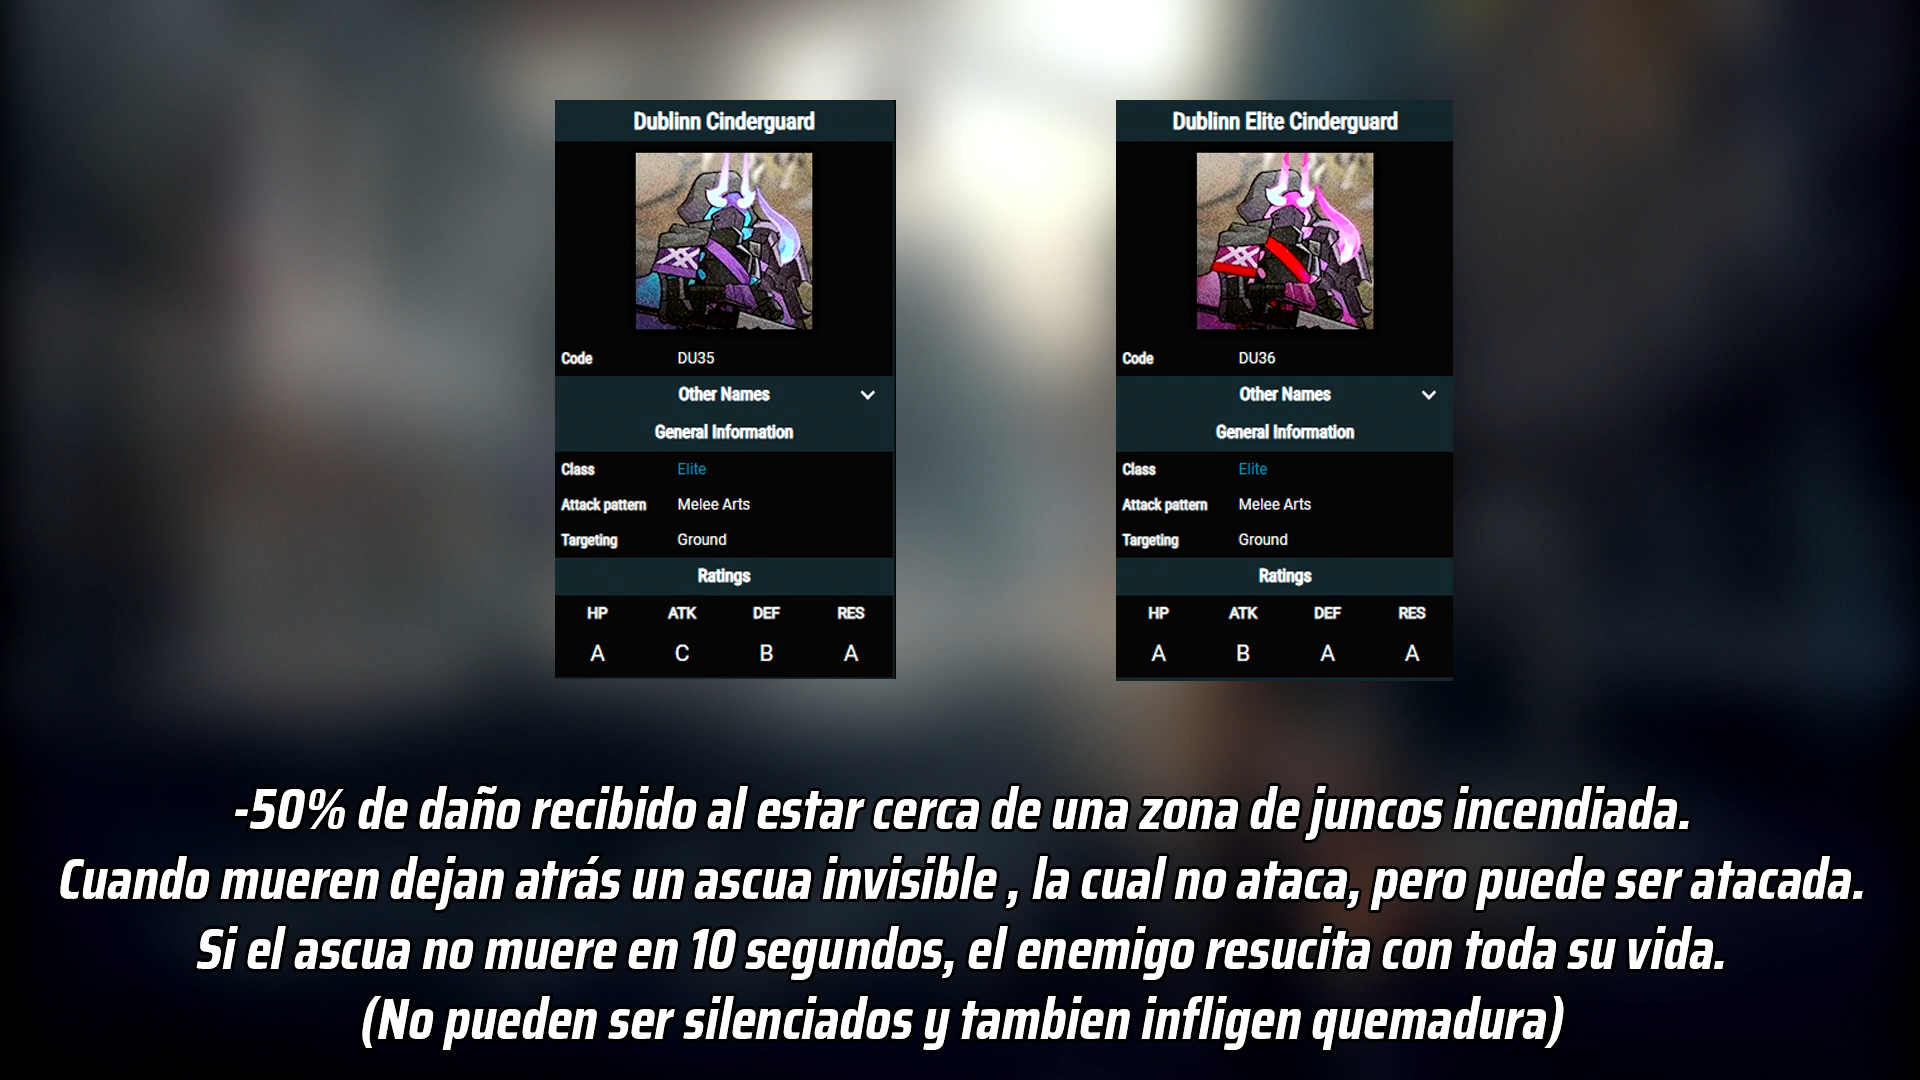 Dublinn Cinderguard
Code DU35
Other Names
General Information
Class Elite
Attack pattern Melee Arts
Targeting Ground
Ratings
HP ATK DEF RES
A C B A
Dublinn Elite Cinderguard
Code DU36
Other Names
General Information
Class Elite
Attack pattern Melee Arts
Targeting Ground
Ratings
HP ATK DEF RES
A B A A
-50% de daño recibido al estar cerca de una zona de juncos incendiada.
Cuando mueren dejan atrás un ascua invisible , la cual no ataca, pero puede ser atacada.
Si el ascua no muere en 10 segundos, el enemigo resucita con toda su vida.
(No pueden ser silenciados y tambien infligen quemadura)